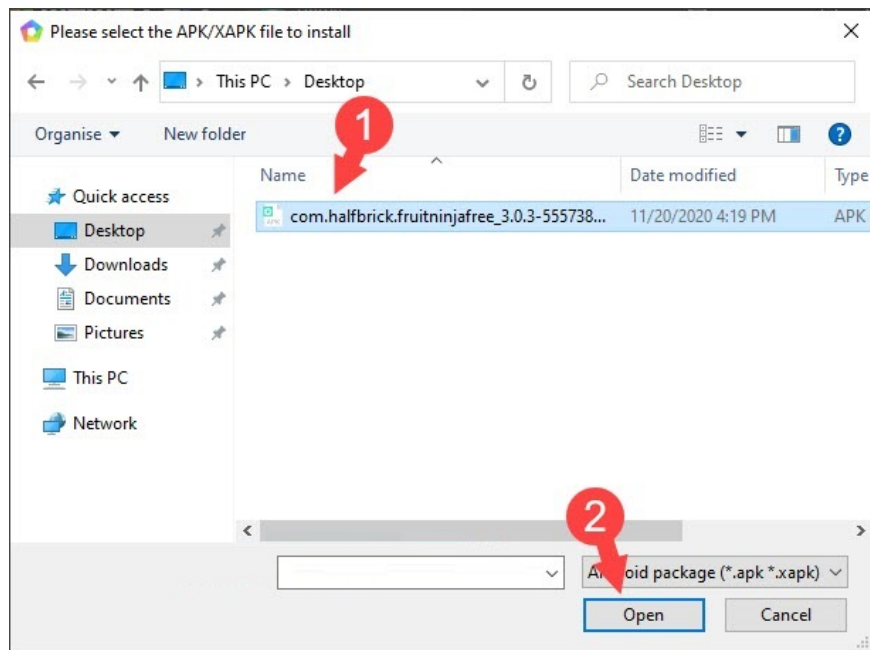 Please select the APK/XAPK file to install
This PC > Desktop
Search Desktop
Organise
New folder
1
Name
Date modified
Type
Quick access
Desktop
Downloads
Documents
Pictures
This PC
Network
com.halfbrick.fruitninjafree_3.0.3-555738...
11/20/2020 4:19 PM
APK
2
package (*.apk *.xapk)
Open
Cancel